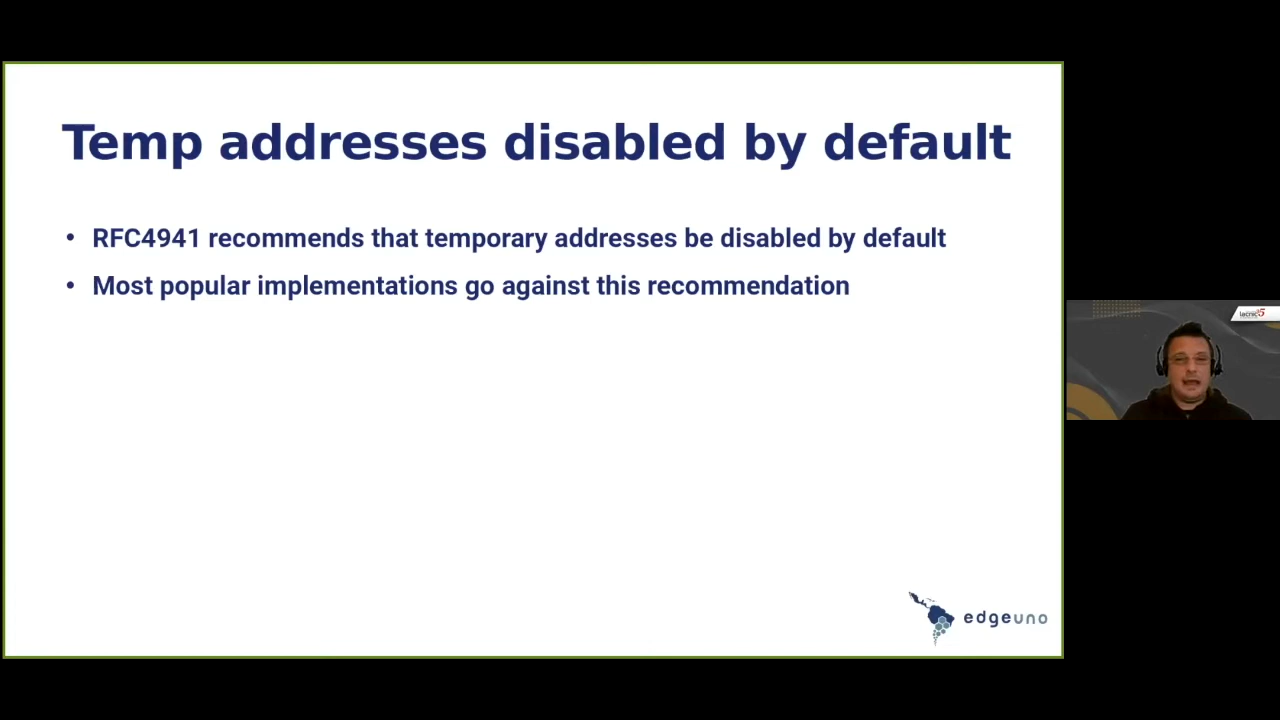 Temp addresses disabled by default
• RFC4941 recommends that temporary addresses be disabled by default
• Most popular implementations go against this recommendation
lacnic35
edgeuno